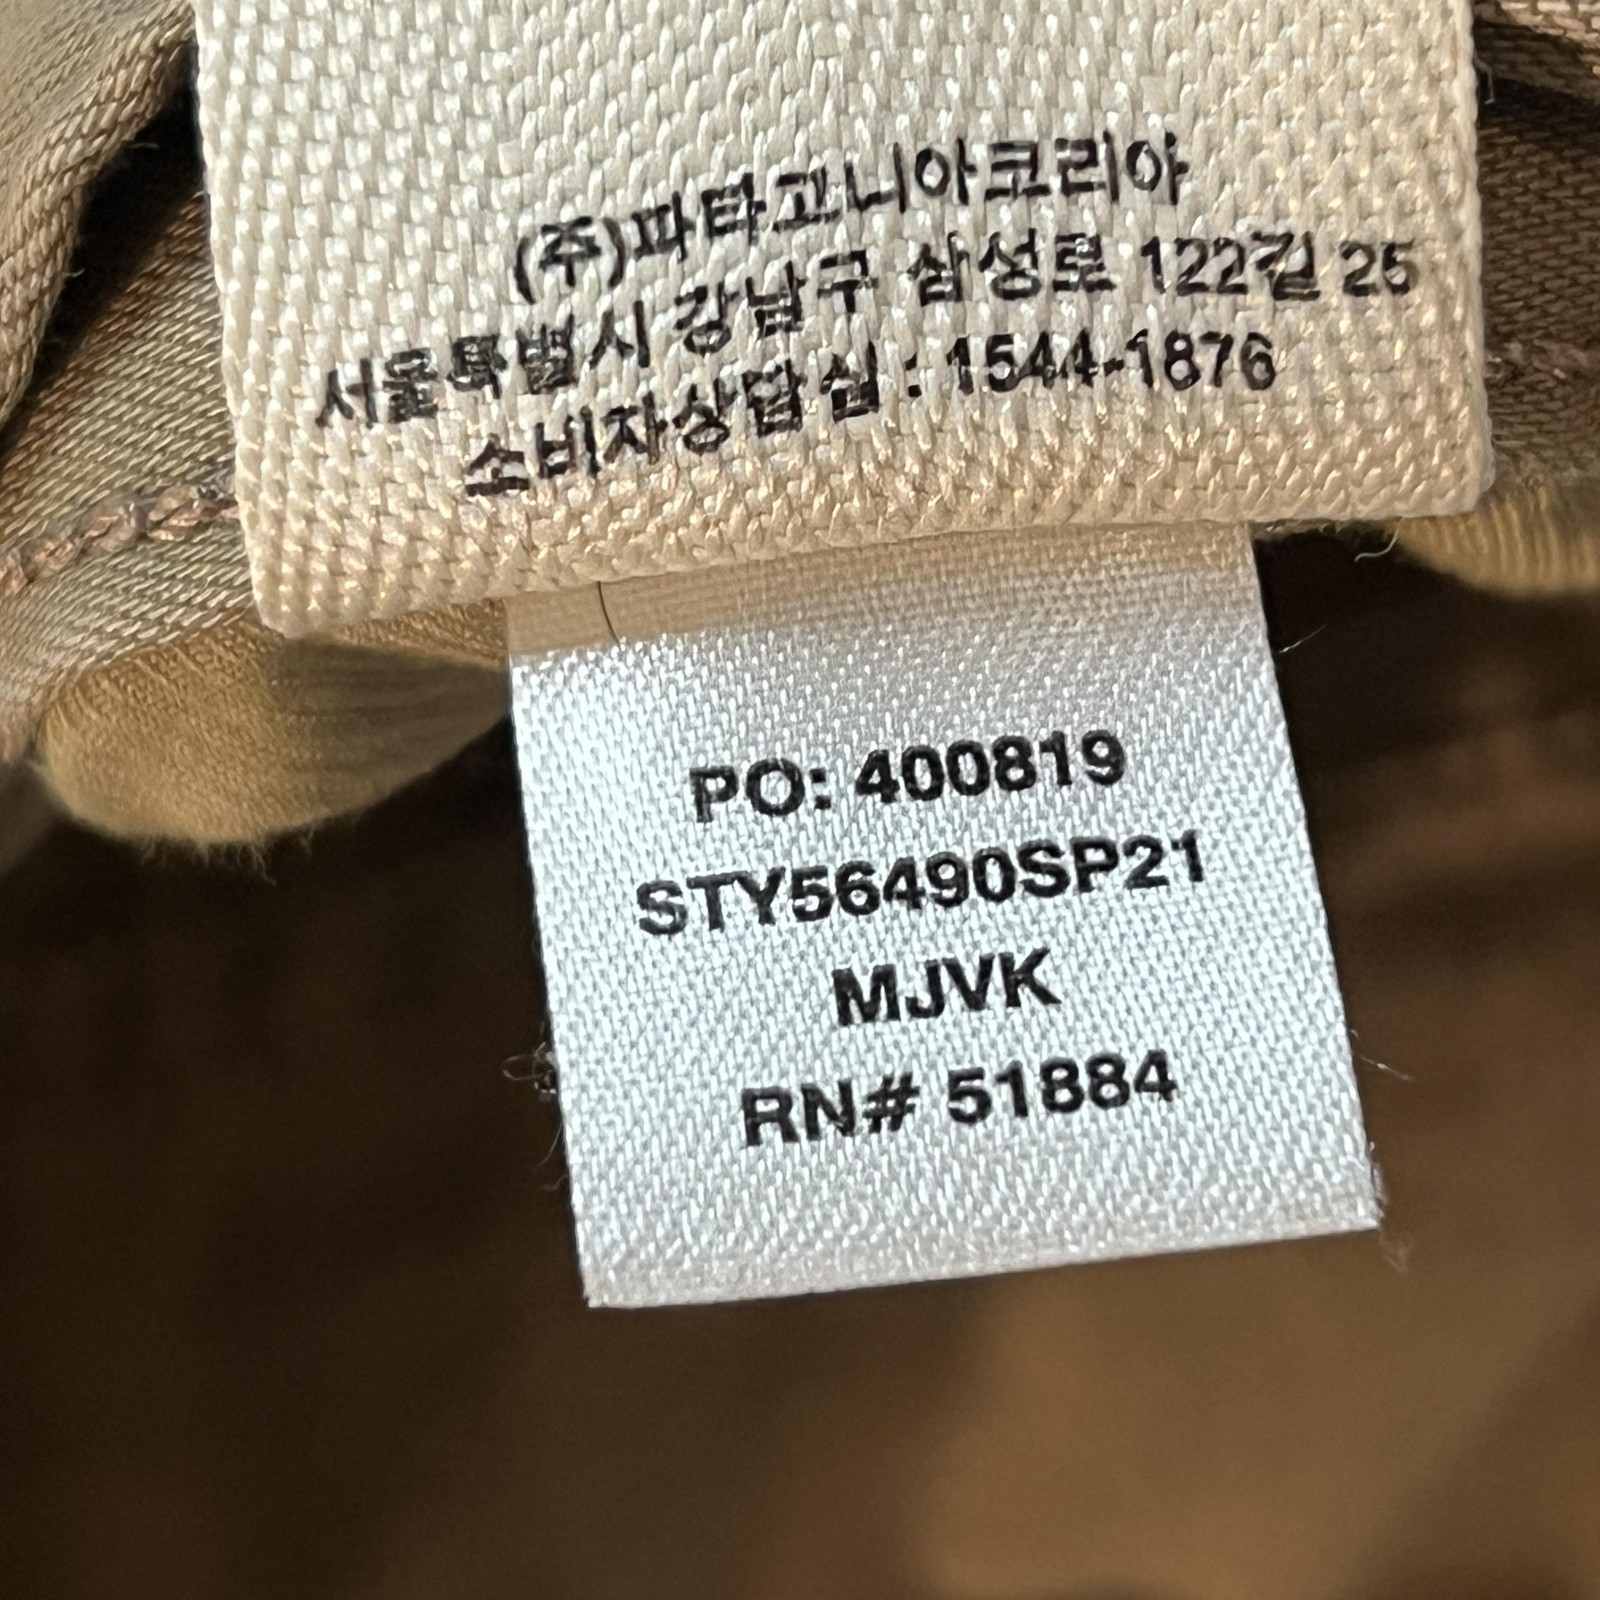 (주)파타고니아코리아
서울특별시 강남구 삼성로 122길 25
소비자상담실 : 1544-1876
PO: 400819
STY56490SP21
MJVK
RN# 51884